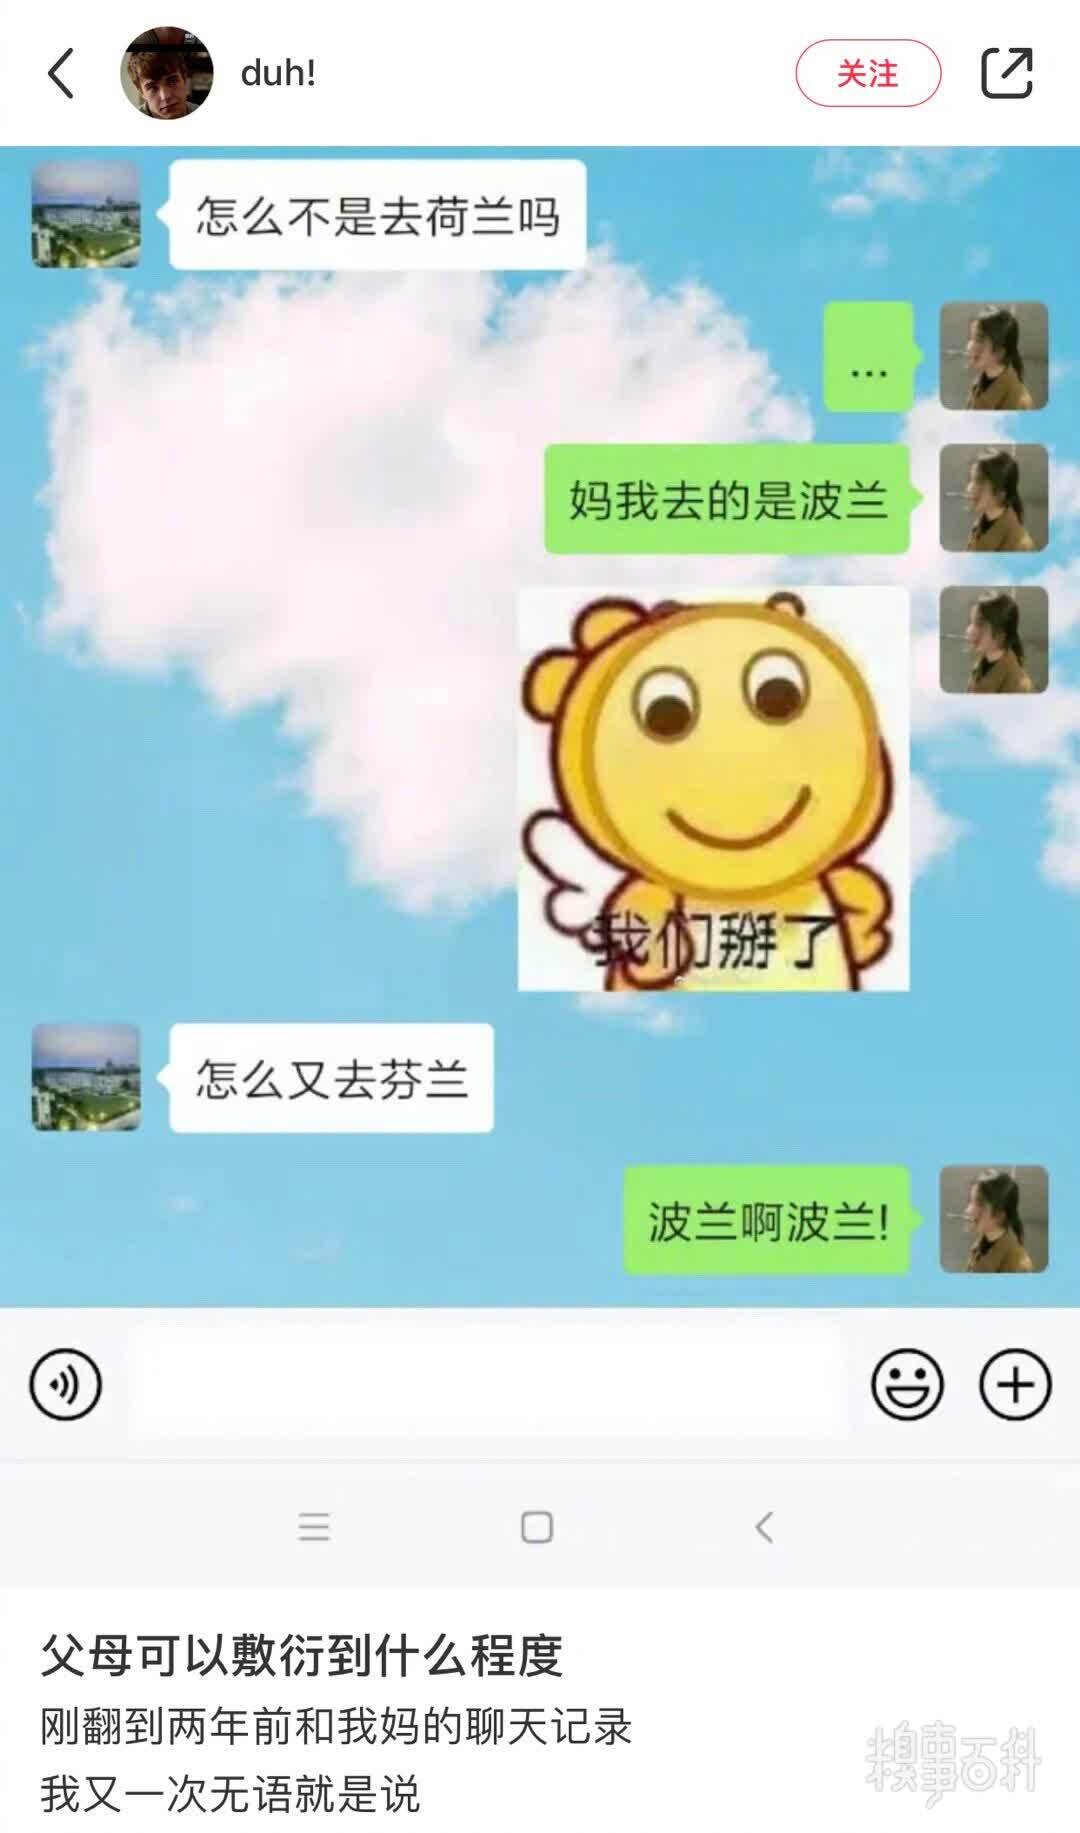 duh!
关注
怎么不是去荷兰吗
...
妈我去的是波兰
我们掰了
怎么又去芬兰
波兰啊波兰!
父母可以敷衍到什么程度
刚翻到两年前和我妈的聊天记录
我又一次无语就是说
糗事百科